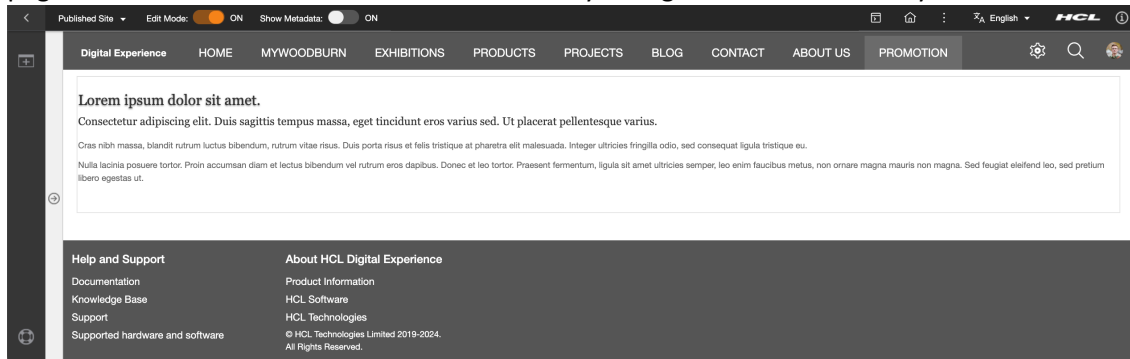 Published Site Edit Mode: ON Show Metadata: ON English HCL
Digital Experience HOME MYWOODBURN EXHIBITIONS PRODUCTS PROJECTS BLOG CONTACT ABOUT US PROMOTION
Lorem ipsum dolor sit amet.
Consectetur adipiscing elit. Duis sagittis tempus massa, eget tincidunt eros varius sed. Ut placerat pellentesque varius.
Cras nibh massa, blandit rutrum luctus bibendum, rutrum vitae risus. Duis porta risus et felis tristique at pharetra elit malesuada. Integer ultricies fringilla odio, sed consequat ligula tristique eu.
Nulla lacinia posuere tortor. Proin accumsan diam et lectus bibendum vel rutrum eros dapibus. Donec et leo tortor. Praesent fermentum, ligula sit amet ultricies semper, leo enim faucibus metus, non ornare magna mauris non magna. Sed feugiat eleifend leo, sed pretium
libero egestas ut.
Help and Support
Documentation
Knowledge Base
Support
Supported hardware and software
About HCL Digital Experience
Product Information
HCL Software
HCL Technologies
© HCL Technologies Limited 2019-2024.
All Rights Reserved.